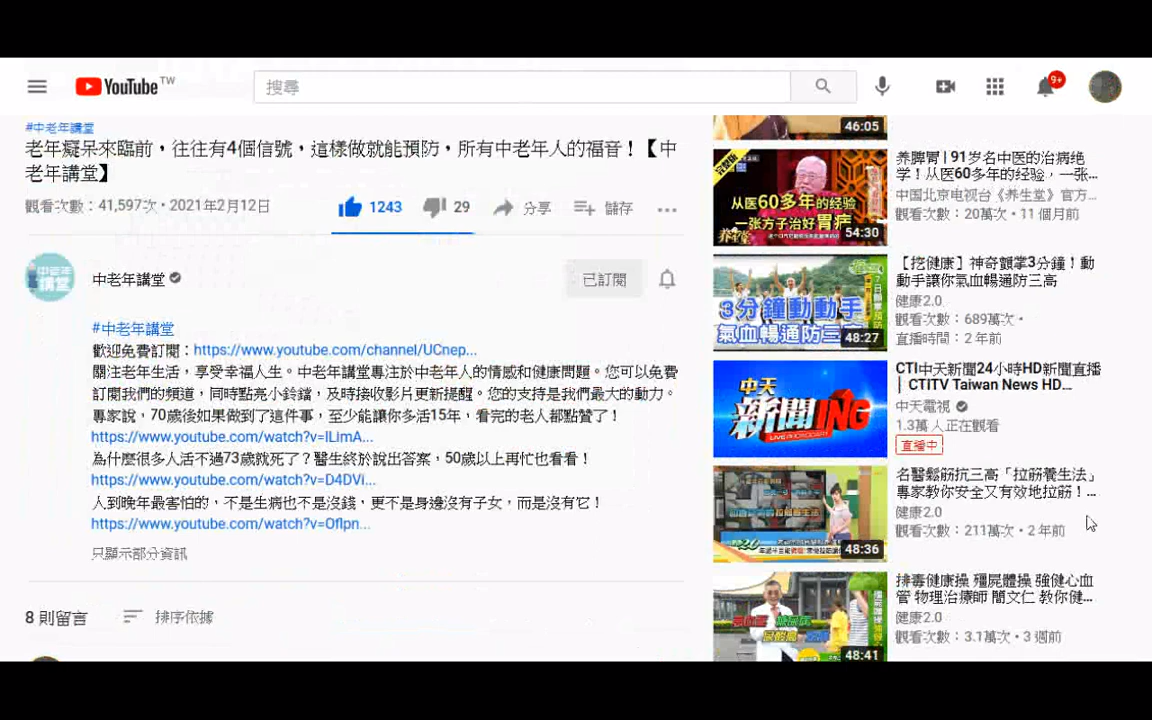 YouTube TW
搜尋
9+
#中老年講堂
老年癡呆來臨前，往往有4個信號，這樣做就能預防，所有中老年人的福音！【中
老年講堂】
觀看次數：41,597次・2021年2月12日
1243
29
分享
儲存
中老年講堂
中老年講堂
已訂閱
#中老年講堂
歡迎免費訂閱：https://www.youtube.com/channel/UCnep...
關注老年生活，享受幸福人生。中老年講堂專注於中老年人的情感和健康問題。您可以免費
訂閱我們的頻道，同時點亮小鈴鐺，及時接收影片更新提醒。您的支持是我們最大的動力。
專家說，70歲後如果做到了這件事，至少能讓你多活15年，看完的老人都點贊了！
https://www.youtube.com/watch?v=ILimA...
為什麼很多人活不過73歲就死了？醫生終於說出答案，50歲以上再忙也看看！
https://www.youtube.com/watch?v=D4DVi...
人到晚年最害怕的，不是生病也不是沒錢，更不是身邊沒有子女，而是沒有它！
https://www.youtube.com/watch?v=Oflpn...
只顯示部分資訊
8 則留言
排序依據
46:05
完整版
从医60多年的经验
一张方子治好胃病
54:30
养脾胃 | 91岁名中医的治病绝
学！从医60多年的经验，一张...
中国北京电视台《养生堂》官方...
觀看次數：20萬次・11 個月前
3分鐘動動手
氣血暢通防三高
48:27
【挖健康】神奇顫掌3分鐘！動
動手讓你氣血暢通防三高
健康2.0
觀看次數：689萬次・
直播時間：2 年前
中天
新聞ING
CTI中天新聞24小時HD新聞直播
│ CTITV Taiwan News HD...
中天電視
1.3萬 人正在觀看
直播中
48:36
名醫鬆筋抗三高「拉筋養生法」
專家教你安全又有效地拉筋！...
健康2.0
觀看次數：211萬次・2 年前
48:41
排毒健康操 殭屍體操 強健心血
管 物理治療師 簡文仁 教你健...
健康2.0
觀看次數：3.1萬次・3 週前